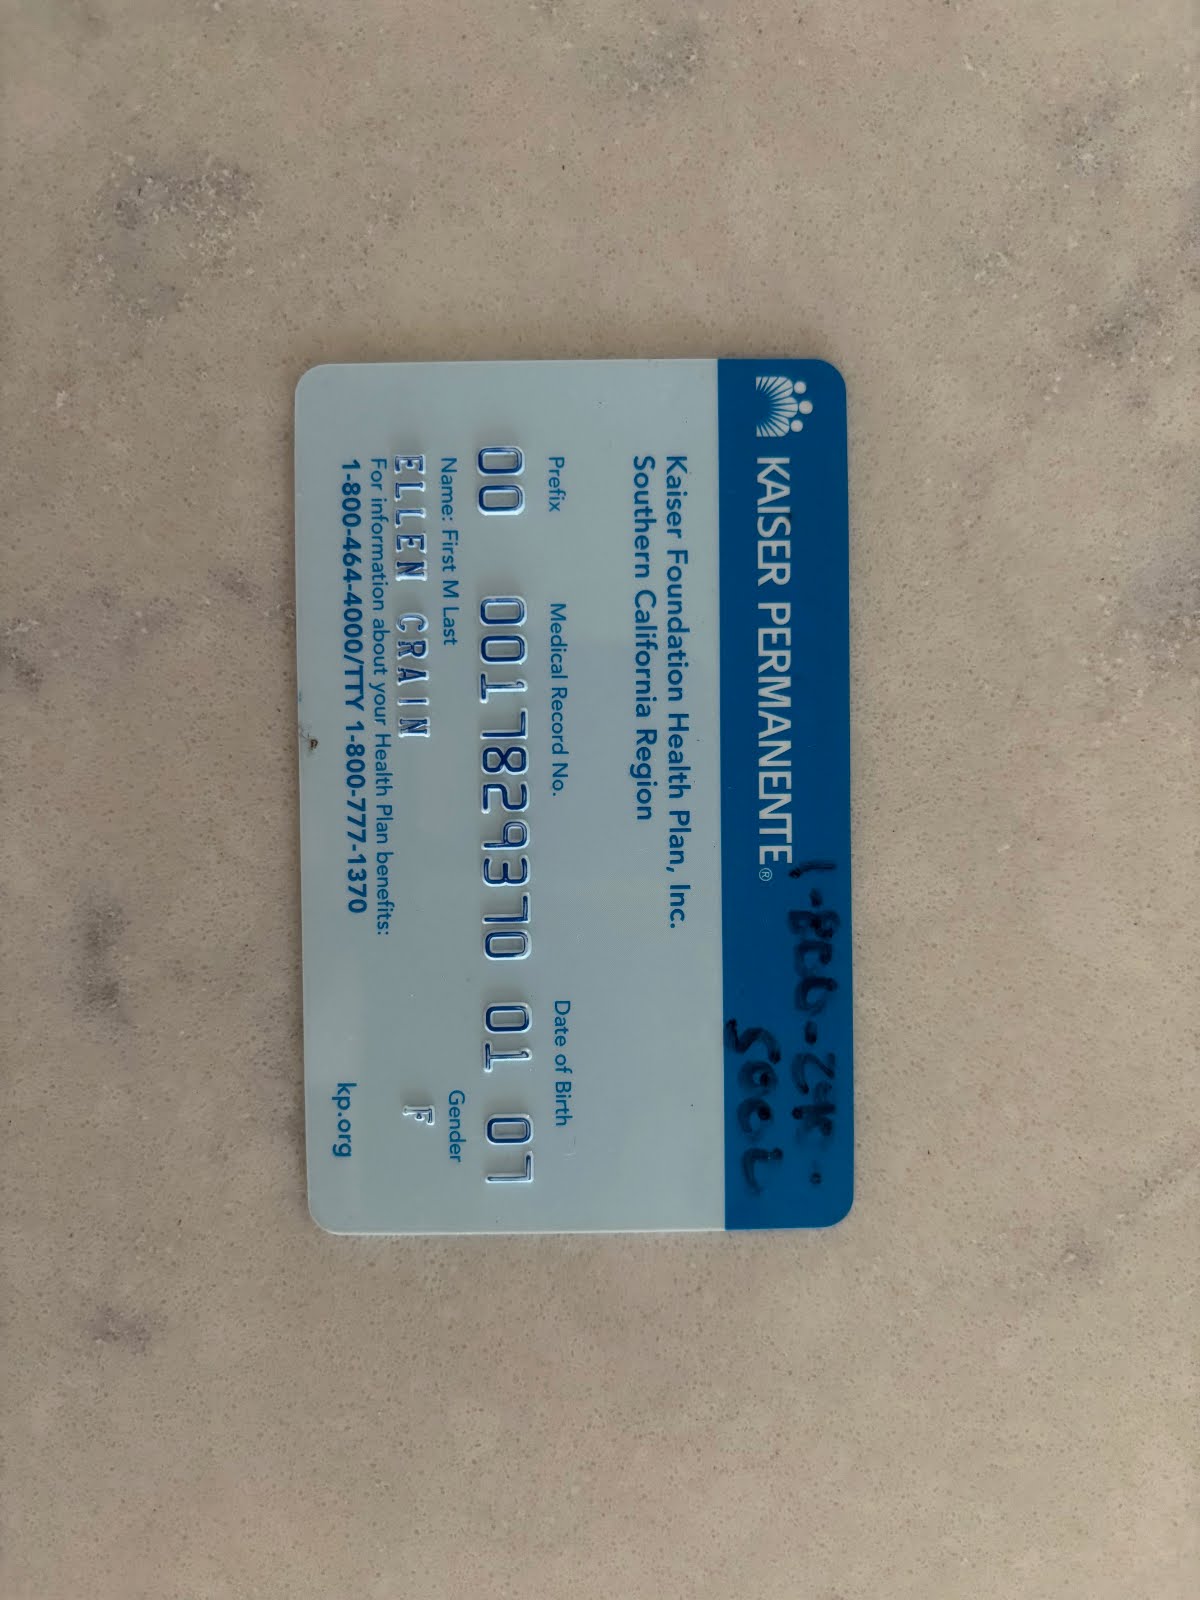 KAISER PERMANENTE®
Kaiser Foundation Health Plan, Inc.
Southern California Region
Prefix Medical Record No. Date of Birth
00 0017829370 01 07
Name: First M Last Gender
ELLEN CRAIN F
For information about your Health Plan benefits:
1-800-464-4000/TTY 1-800-777-1370 kp.org